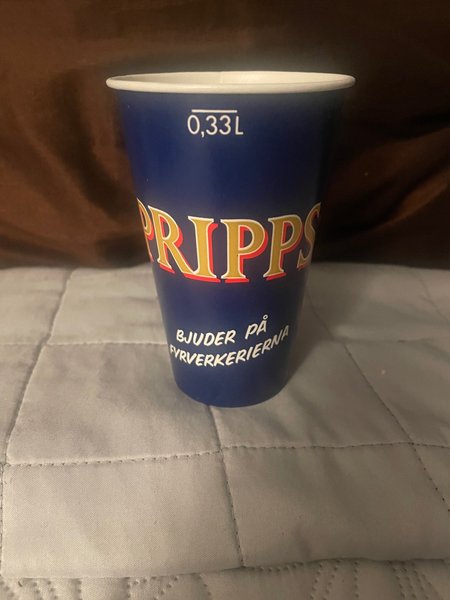 0,33L
PRIPPS
BJUDER PÅ
FYRVERKERIERNA